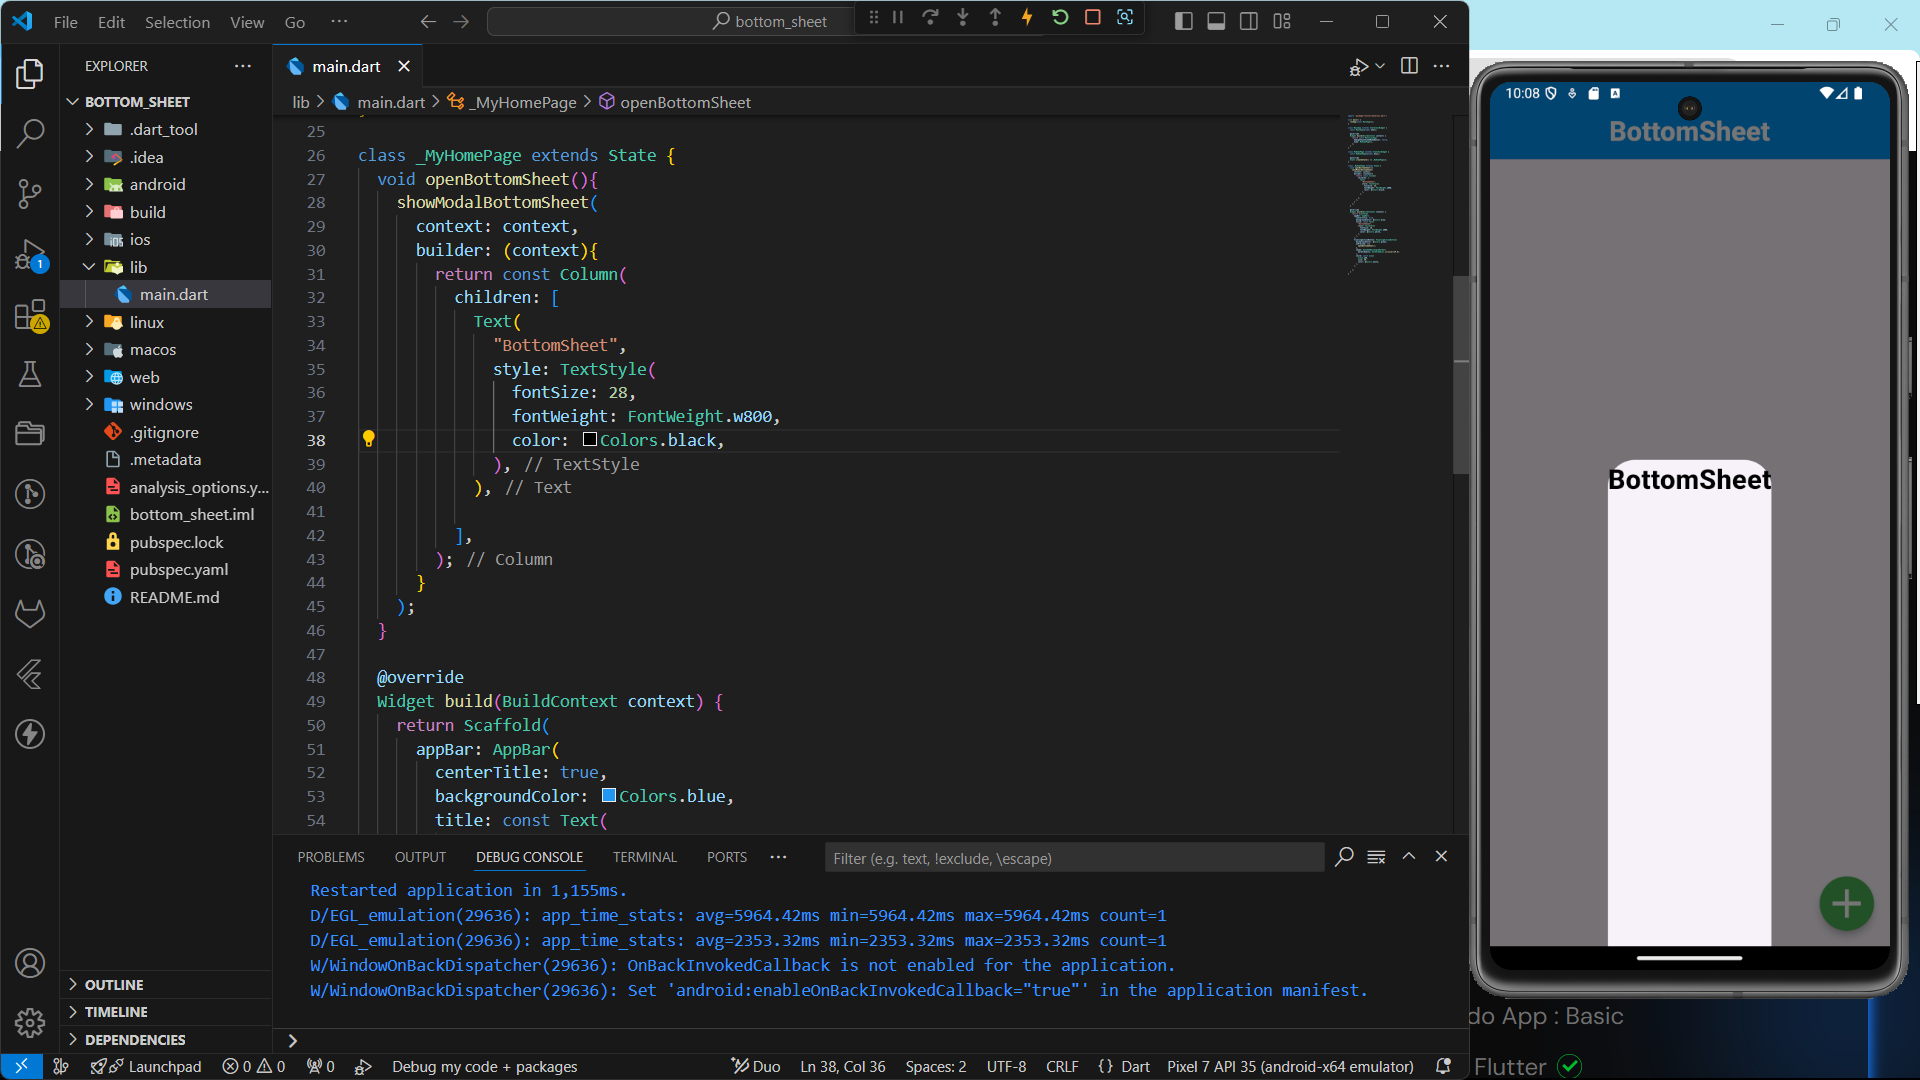 File Edit Selection View Go ··· bottom_sheet
EXPLORER
BOTTOM_SHEET
.dart_tool
.idea
android
build
ios
lib
main.dart
linux
macos
web
windows
.gitignore
.metadata
analysis_options.y...
bottom_sheet.iml
pubspec.lock
pubspec.yaml
README.md
OUTLINE
TIMELINE
DEPENDENCIES
main.dart
lib > main.dart > _MyHomePage > openBottomSheet
25
26 class _MyHomePage extends State {
27 void openBottomSheet(){
28 showModalBottomSheet(
29 context: context,
30 builder: (context){
31 return const Column(
32 children: [
33 Text(
34 "BottomSheet",
35 style: TextStyle(
36 fontSize: 28,
37 fontWeight: FontWeight.w800,
38 color: Colors.black,
39 ), // TextStyle
40 ), // Text
41
42 ],
43 ); // Column
44 }
45 );
46 }
47
48 @override
49 Widget build(BuildContext context) {
50 return Scaffold(
51 appBar: AppBar(
52 centerTitle: true,
53 backgroundColor: Colors.blue,
54 title: const Text(
PROBLEMS OUTPUT DEBUG CONSOLE TERMINAL PORTS ··· Filter (e.g. text, !exclude, \escape)
Restarted application in 1,155ms.
D/EGL_emulation(29636): app_time_stats: avg=5964.42ms min=5964.42ms max=5964.42ms count=1
D/EGL_emulation(29636): app_time_stats: avg=2353.32ms min=2353.32ms max=2353.32ms count=1
W/WindowOnBackDispatcher(29636): OnBackInvokedCallback is not enabled for the application.
W/WindowOnBackDispatcher(29636): Set 'android:enableOnBackInvokedCallback="true"' in the application manifest.
Launchpad 0 0 0 Debug my code + packages Duo Ln 38, Col 36 Spaces: 2 UTF-8 CRLF {} Dart Pixel 7 API 35 (android-x64 emulator)
1
10:08
BottomSheet
BottomSheet
do App : Basic
Flutter